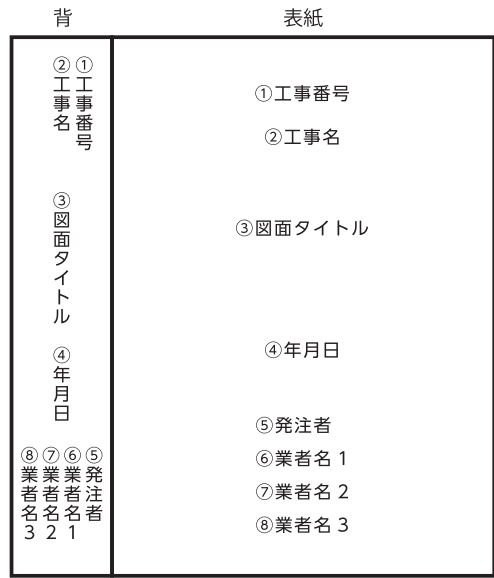 背
表紙
①工事番号
②工事名
③図面タイトル
④年月日
⑤発注者
⑥業者名1
⑦業者名2
⑧業者名3
①工事番号
②工事名
③図面タイトル
④年月日
⑤発注者
⑥業者名 1
⑦業者名 2
⑧業者名 3